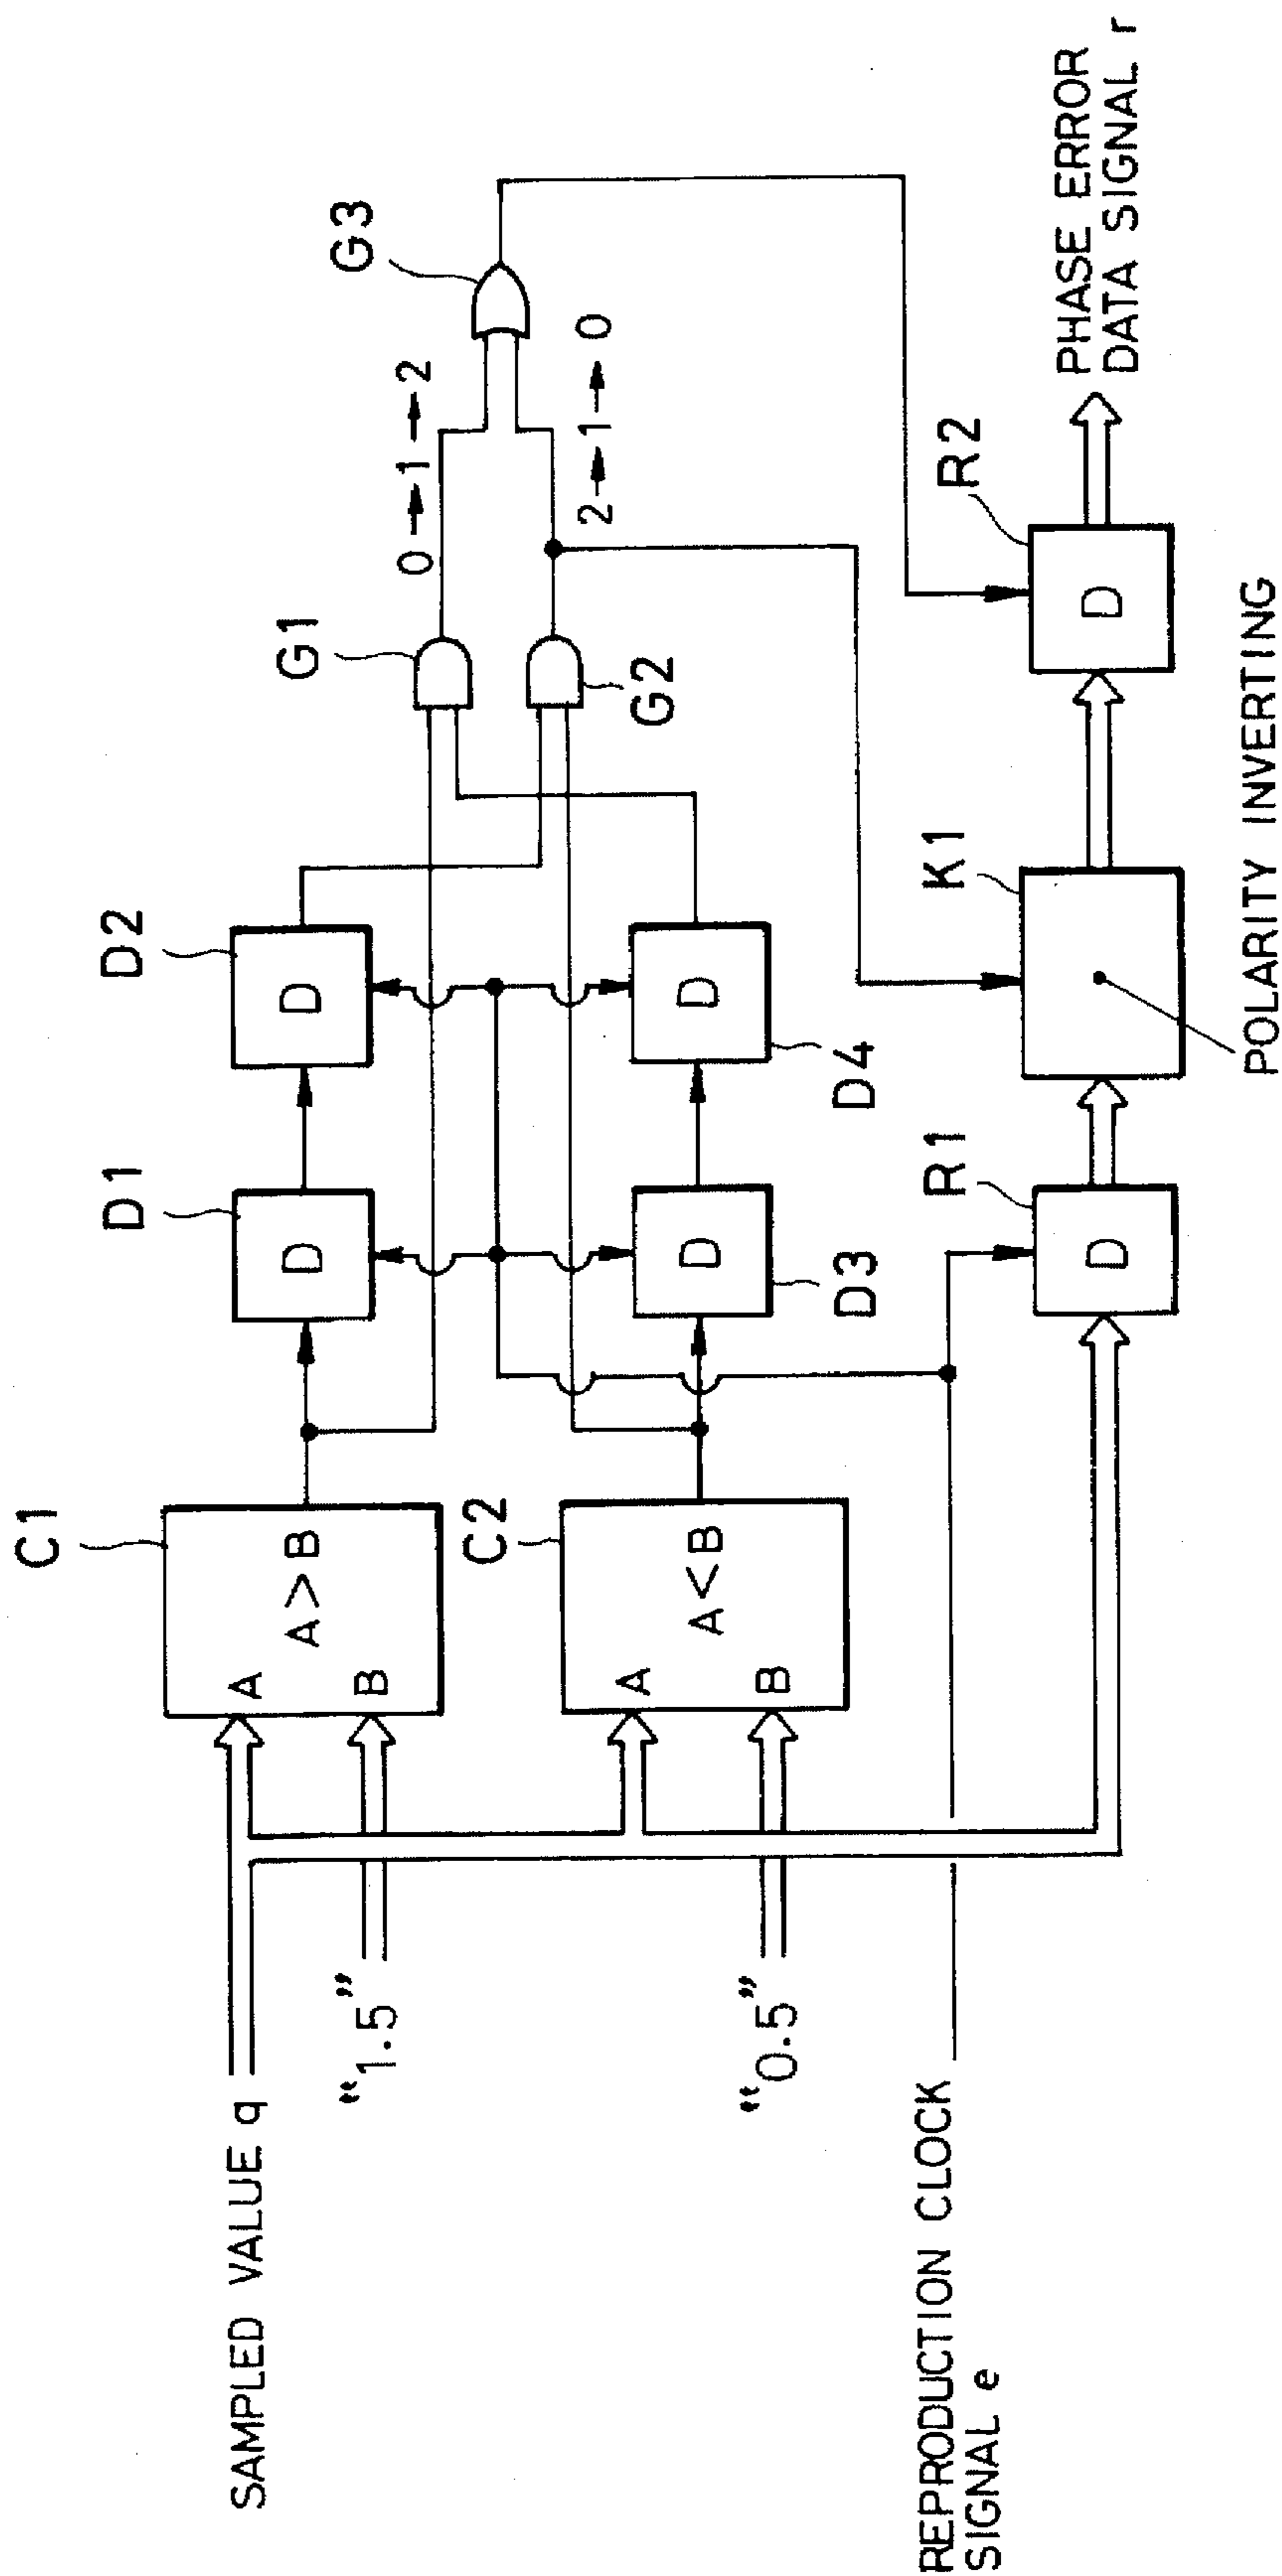 SAMPLED VALUE q
"1.5"
"0.5"
REPRODUCTION CLOCK
SIGNAL e
C1
A
A>B
B
C2
A
A<B
B
D1
D
D2
D
D3
D
D4
D
G1
G2
G3
0→1→2
2→1→0
R1
D
K1
POLARITY INVERTING
R2
D
PHASE ERROR
DATA SIGNAL r